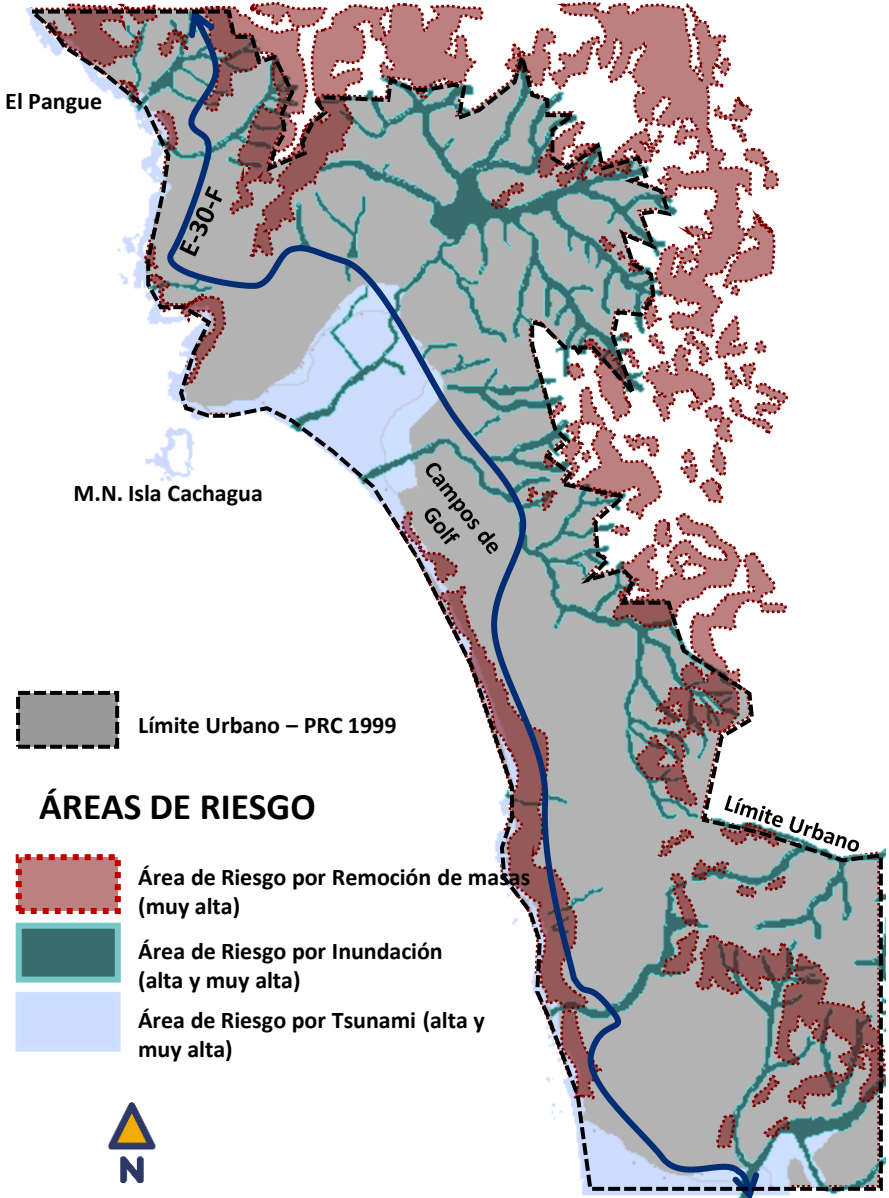 El Pangue
E-30-F
M.N. Isla Cachagua
Campos de
Golf
Límite Urbano – PRC 1999
ÁREAS DE RIESGO
Límite Urbano
Área de Riesgo por Remoción de masas
(muy alta)
Área de Riesgo por Inundación
(alta y muy alta)
Área de Riesgo por Tsunami (alta y
muy alta)
N